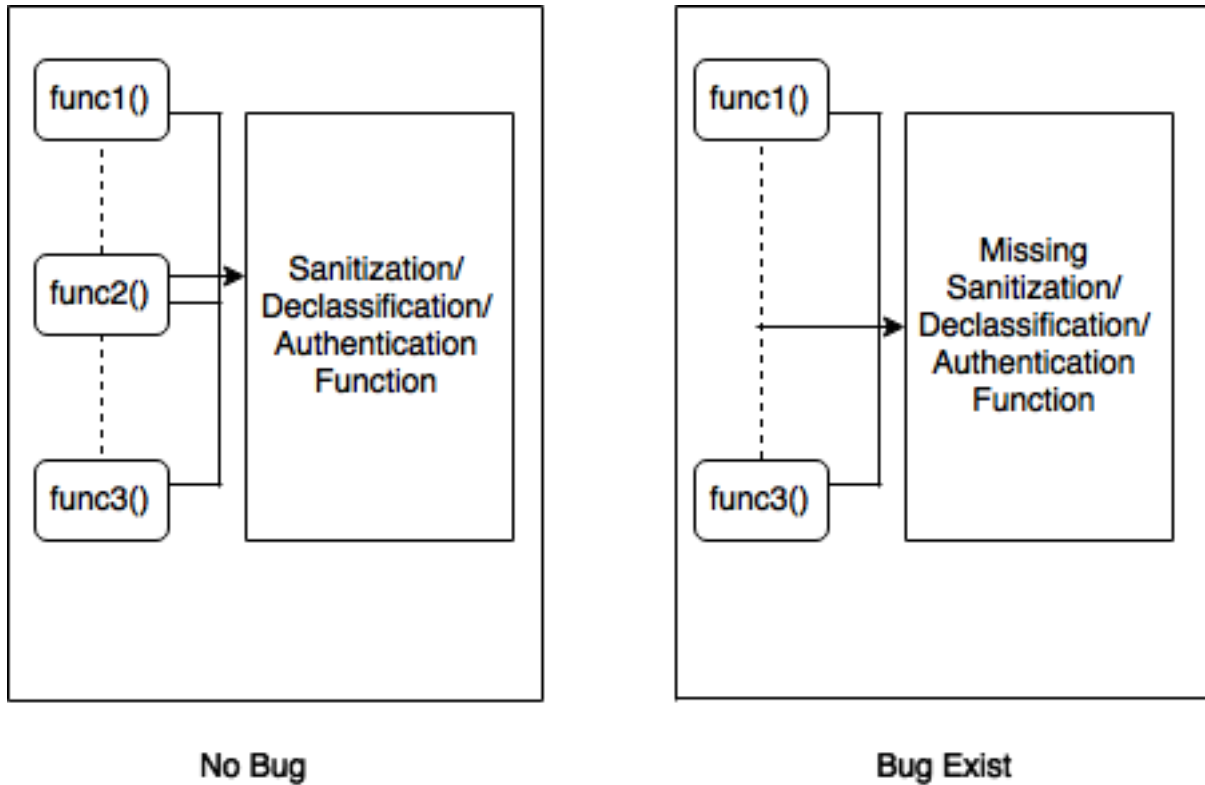 func1()
func2()
func3()
Sanitization/
Declassification/
Authentication
Function
No Bug
func1()
func3()
Missing
Sanitization/
Declassification/
Authentication
Function
Bug Exist